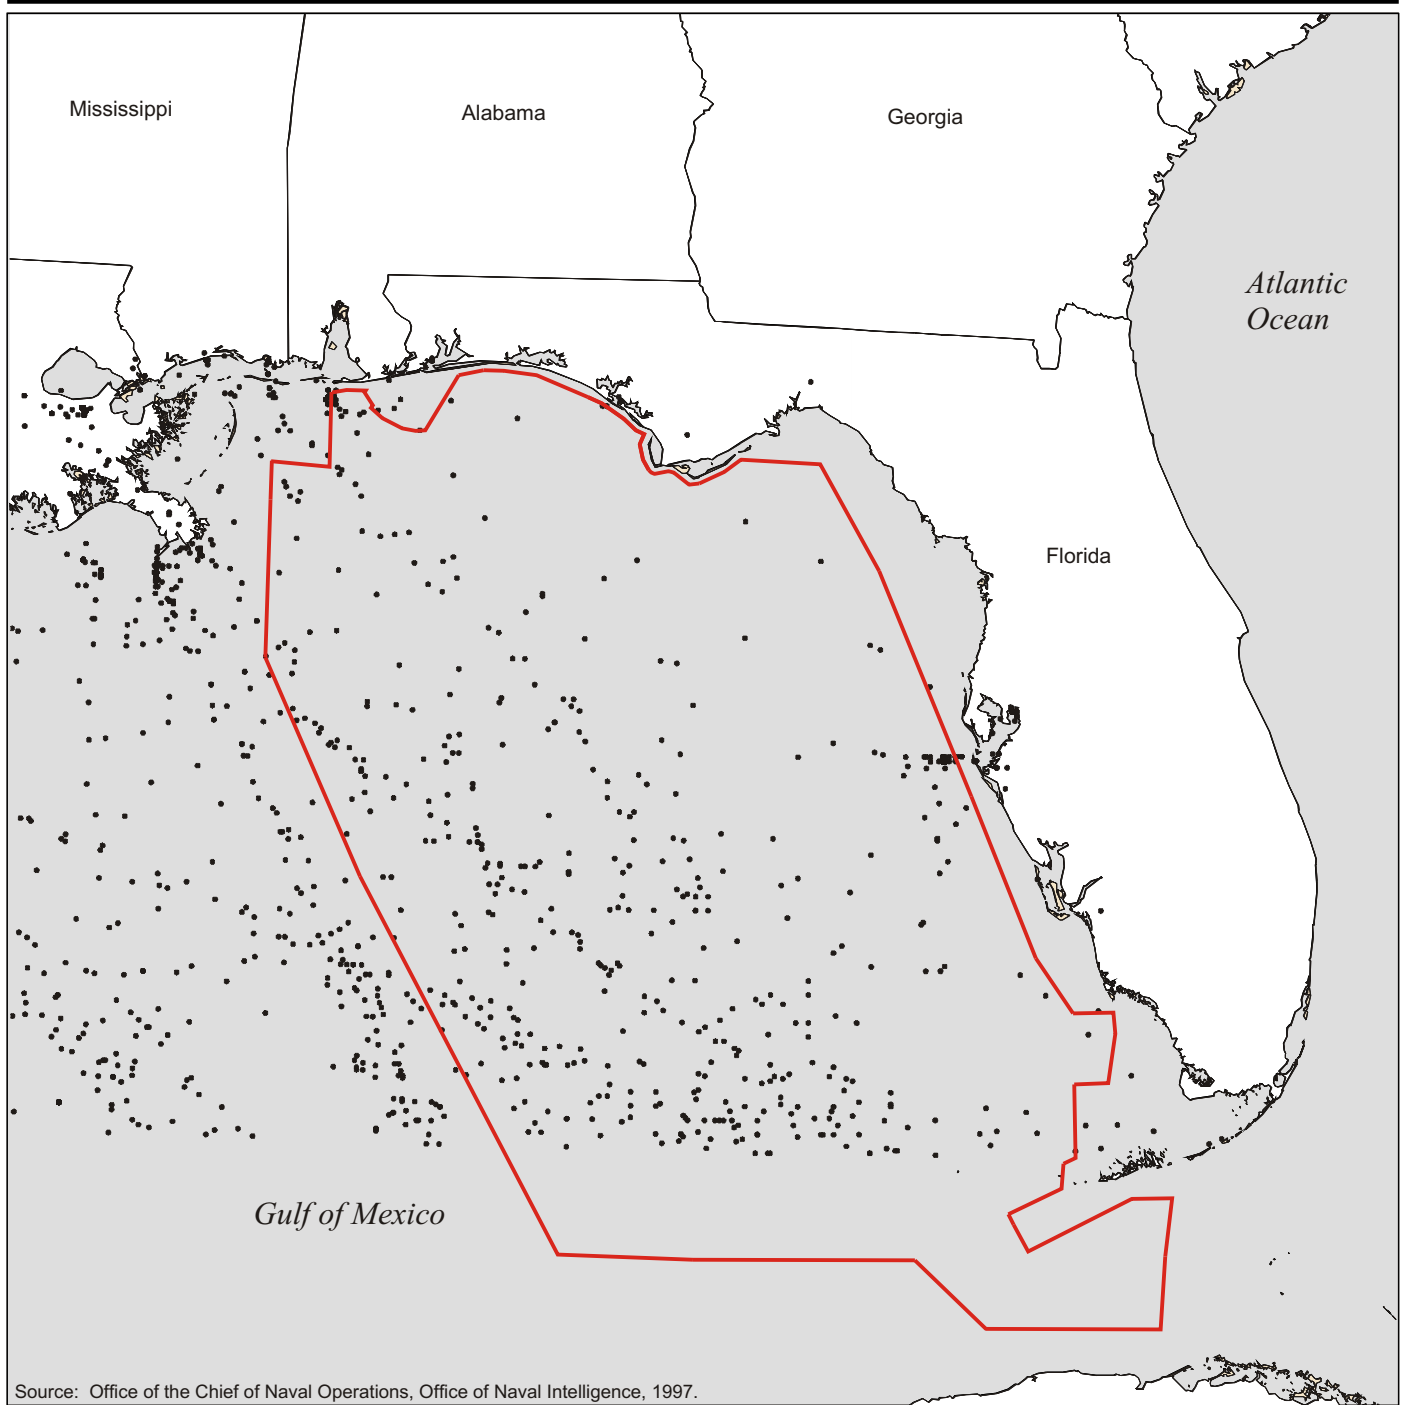 Mississippi
Alabama
Georgia
Atlantic
Ocean
Florida
Gulf of Mexico
Source:  Office of the Chief of Naval Operations, Office of Naval Intelligence, 1997.